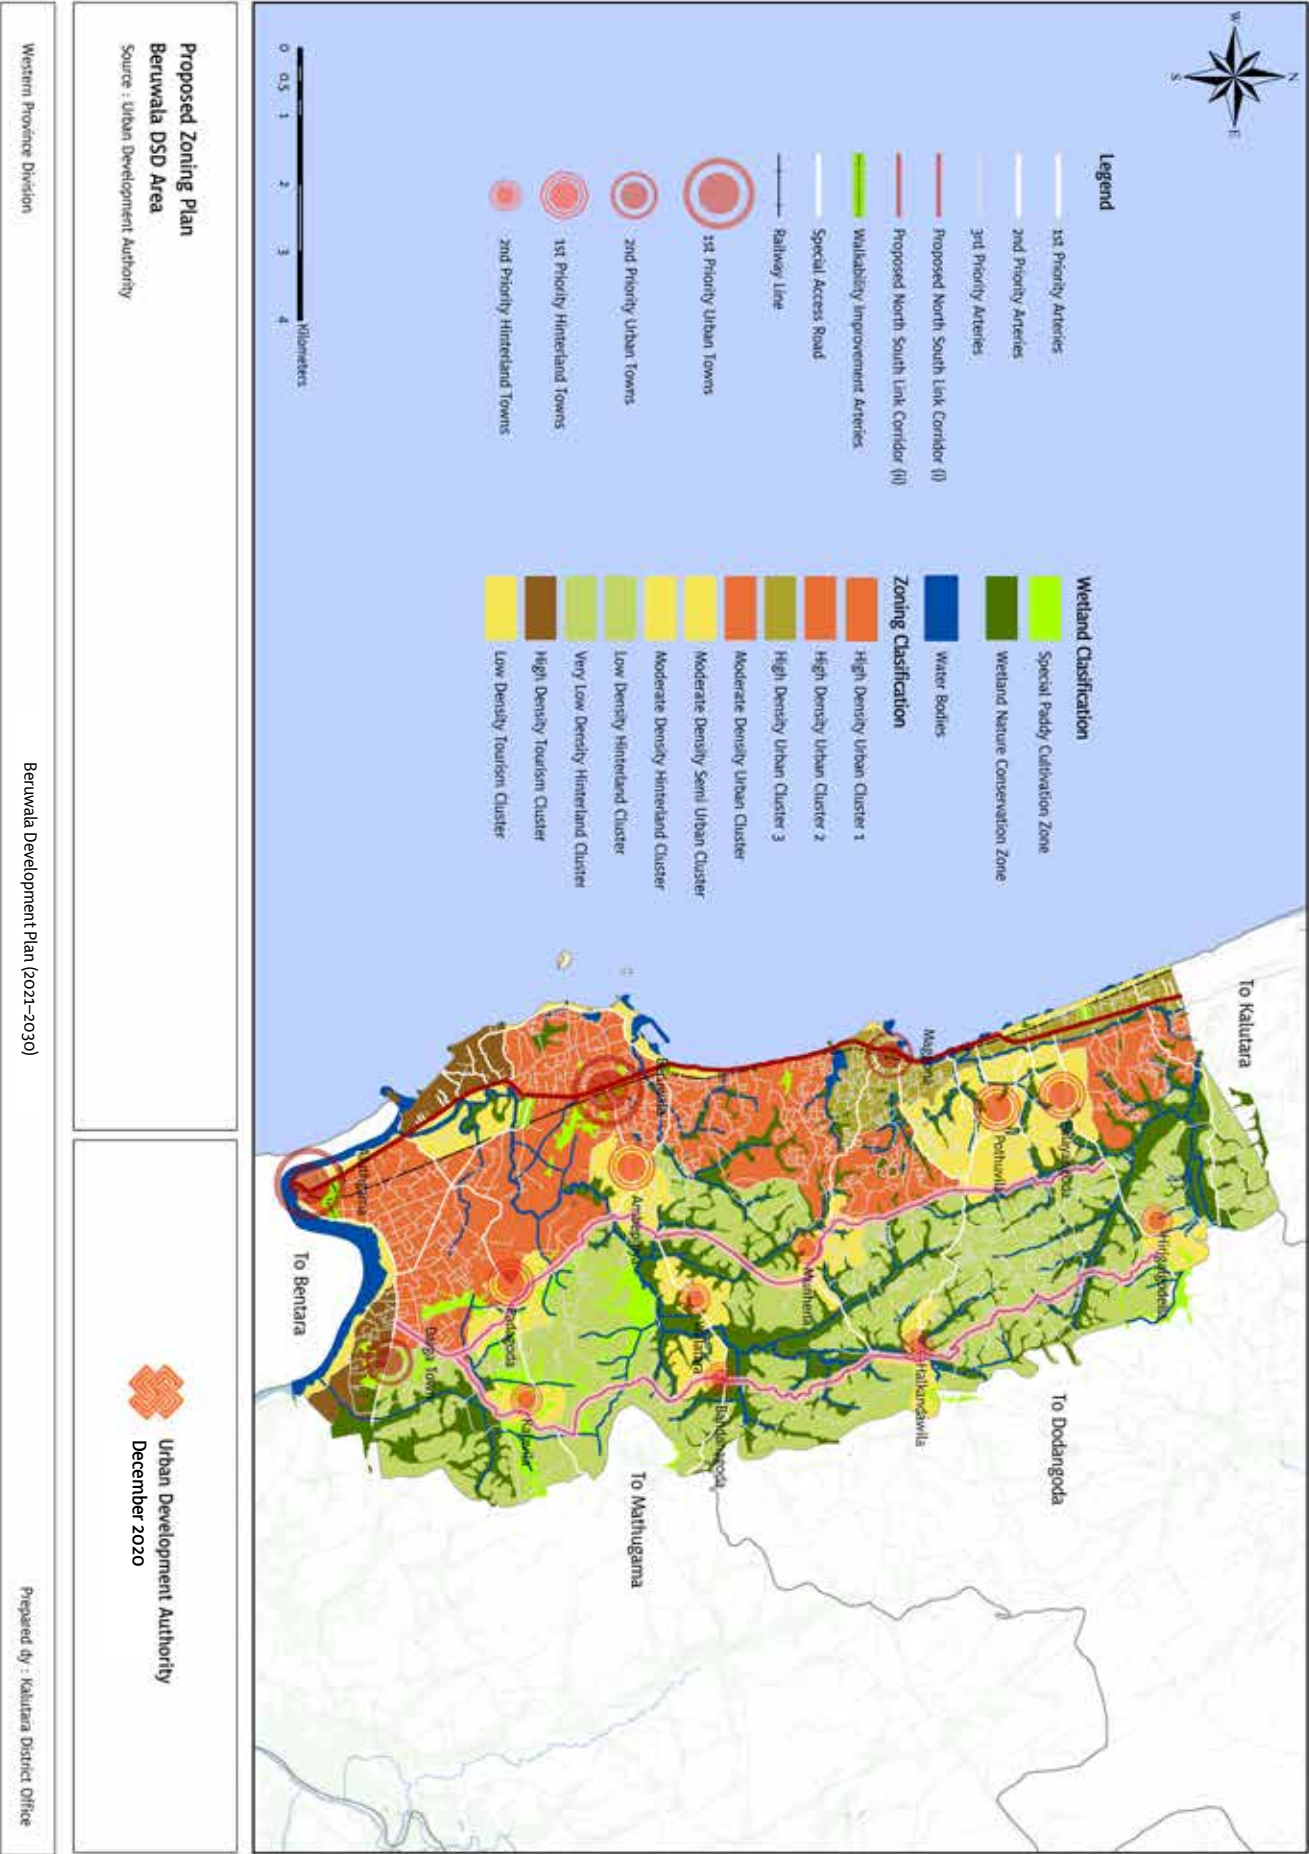 N
W
E
S
Legend
1st Priority Arteries
2nd Priority Arteries
3rd Priority Arteries
Proposed North South Link Corridor (i)
Proposed North South Link Corridor (ii)
Walkability Improvement Arteries
Special Access Road
Railway Line
1st Priority Urban Towns
2nd Priority Urban Towns
1st Priority Hinterland Towns
2nd Priority Hinterland Towns
0 0.5 1 2 3 4
Kilometers
Wetland Clasification
Special Paddy Cultivation Zone
Wetland Nature Conservation Zone
Water Bodies
Zoning Clasification
High Density Urban Cluster 1
High Density Urban Cluster 2
High Density Urban Cluster 3
Moderate Density Urban Cluster
Moderate Density Semi Urban Cluster
Moderate Density Hinterland Cluster
Low Density Hinterland Cluster
Very Low Density Hinterland Cluster
High Density Tourism Cluster
Low Density Tourism Cluster
To Kalutara
Maggona
Pothuvila
Beruwala
Munhena
Halkandawila
To Dodangoda
Padagoda
Darga Town
To Mathugama
To Bentara
Proposed Zoning Plan
Beruwala DSD Area
Source : Urban Development Authority
Urban Development Authority
December 2020
Western Province Division
Beruwala Development Plan (2021–2030)
Prepared dy : Kalutara District Office